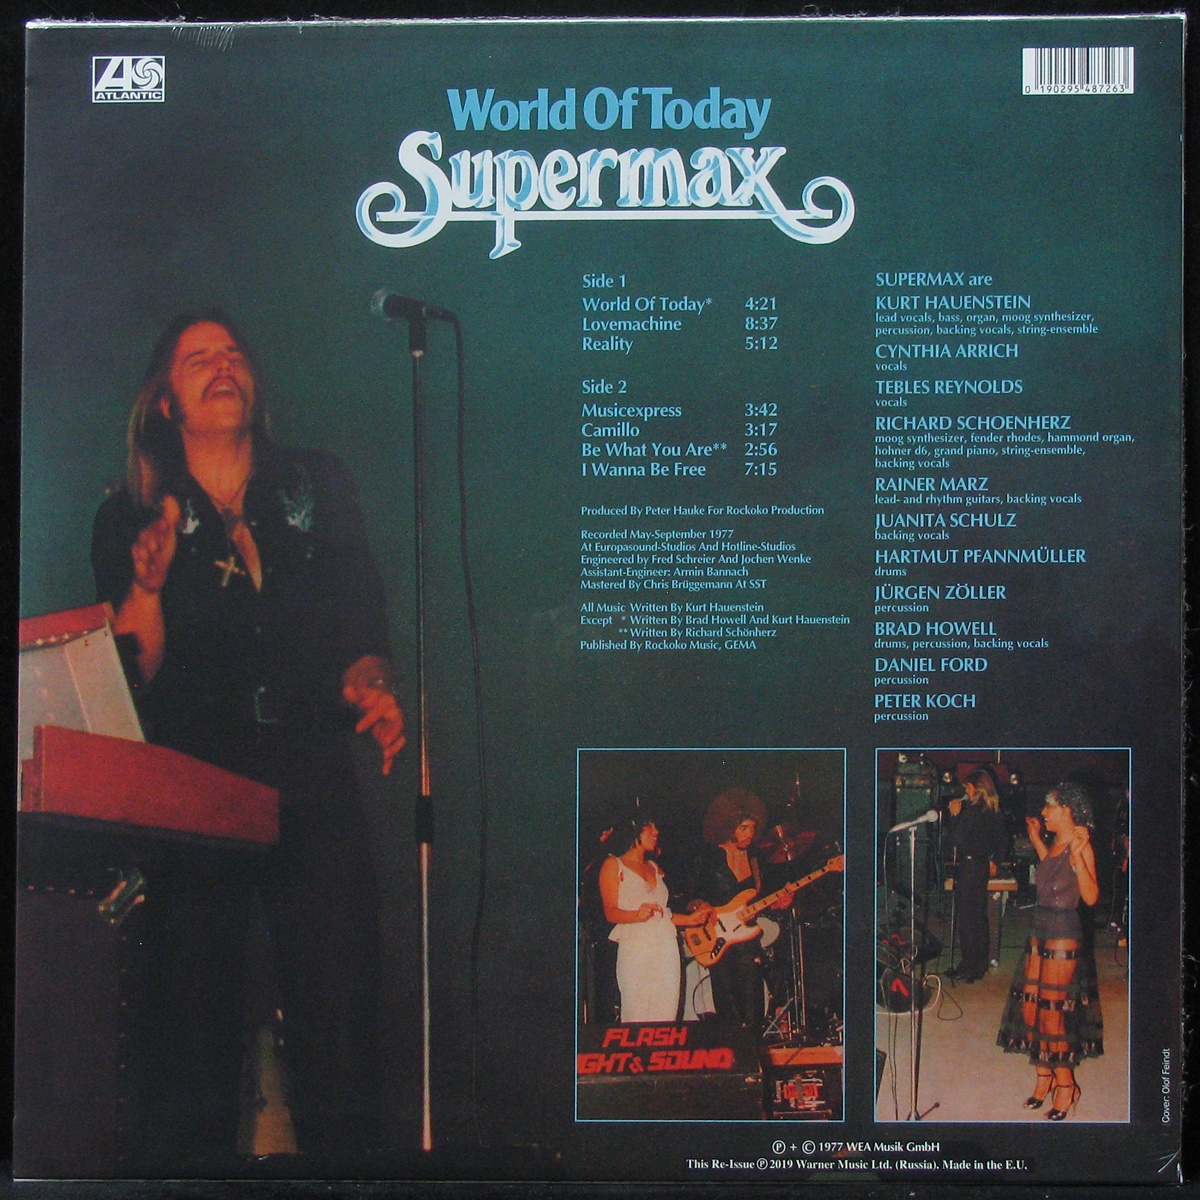 ATLANTIC
0 190295 487263
World Of Today
Supermax
Side 1
World Of Today* 4:21
Lovemachine 8:37
Reality 5:12
Side 2
Musicexpress 3:42
Camillo 3:17
Be What You Are** 2:56
I Wanna Be Free 7:15
Produced By Peter Hauke For Rockoko Production
Recorded May-September 1977
At Europasound-Studios And Hotline-Studios
Engineered by Fred Schreier And Jochen Wenke
Assistant-Engineer: Armin Bannach
Mastered By Chris Brüggemann At SST
All Music Written By Kurt Hauenstein
Except * Written By Brad Howell And Kurt Hauenstein
** Written By Richard Schönherz
Published By Rockoko Music, GEMA
SUPERMAX are
KURT HAUENSTEIN
lead vocals, bass, organ, moog synthesizer,
percussion, backing vocals, string-ensemble
CYNTHIA ARRICH
vocals
TEBLES REYNOLDS
vocals
RICHARD SCHOENHERZ
moog synthesizer, fender rhodes, hammond organ,
hohner d6, grand piano, string-ensemble,
backing vocals
RAINER MARZ
lead- and rhythm guitars, backing vocals
JUANITA SCHULZ
backing vocals
HARTMUT PFANNMÜLLER
drums
JÜRGEN ZÖLLER
percussion
BRAD HOWELL
drums, percussion, backing vocals
DANIEL FORD
percussion
PETER KOCH
percussion
FLASH
IGHT & SOUND
Cover: Olof Feindt
Ⓟ + © 1977 WEA Musik GmbH
This Re-Issue Ⓟ 2019 Warner Music Ltd. (Russia). Made in the E.U.